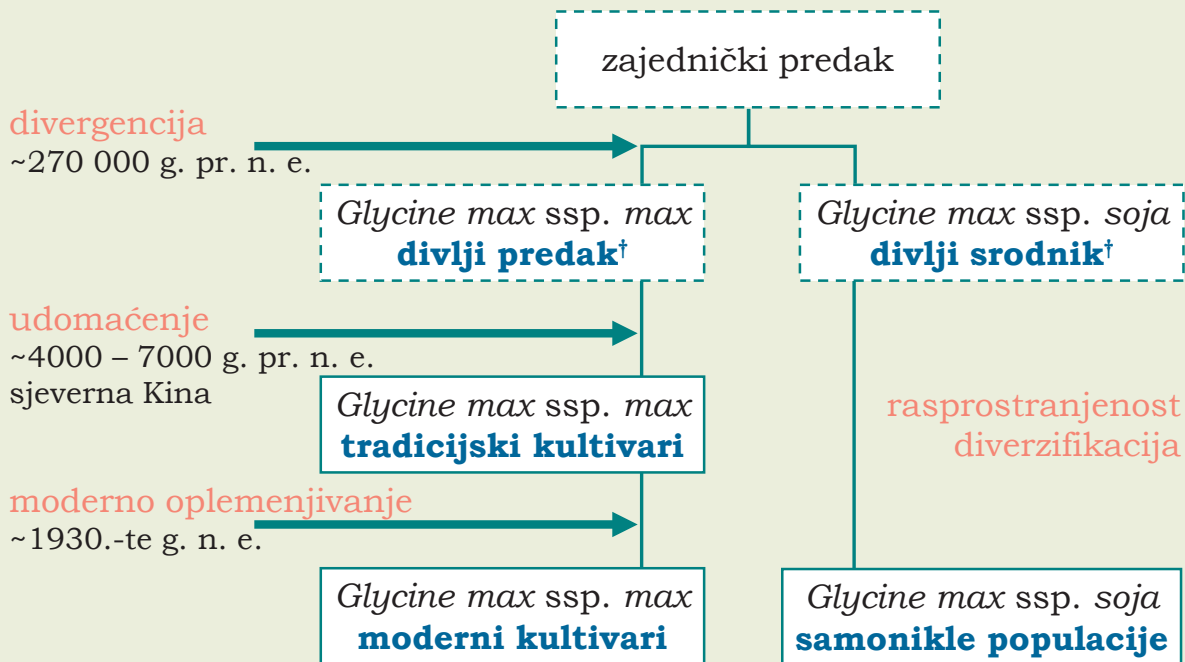 zajednički predak
divergencija
~270 000 g. pr. n. e.
Glycine max ssp. max
divlji predak†
Glycine max ssp. soja
divlji srodnik†
udomaćenje
~4000 – 7000 g. pr. n. e.
sjeverna Kina
Glycine max ssp. max
tradicijski kultivari
rasprostranjenost
diverzifikacija
moderno oplemenjivanje
~1930.-te g. n. e.
Glycine max ssp. max
moderni kultivari
Glycine max ssp. soja
samonikle populacije